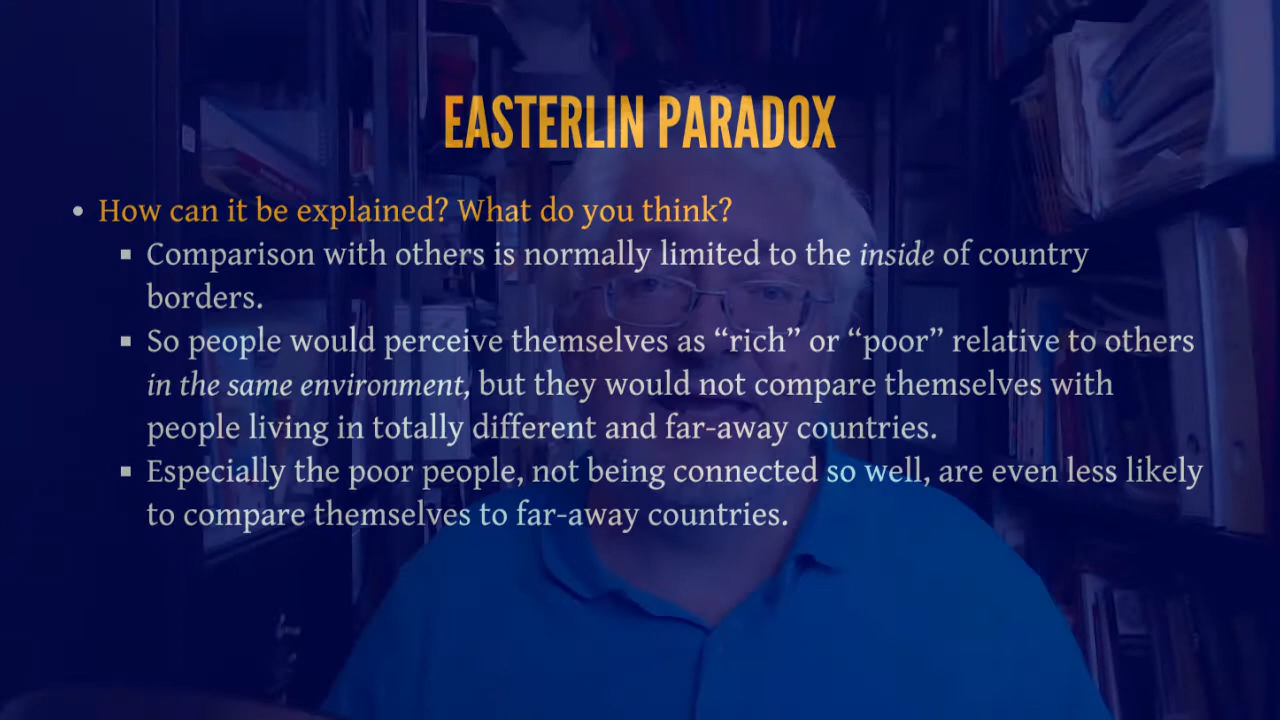 EASTERLIN PARADOX
• How can it be explained? What do you think?
▪ Comparison with others is normally limited to the inside of country
borders.
▪ So people would perceive themselves as “rich” or “poor” relative to others
in the same environment, but they would not compare themselves with
people living in totally different and far-away countries.
▪ Especially the poor people, not being connected so well, are even less likely
to compare themselves to far-away countries.